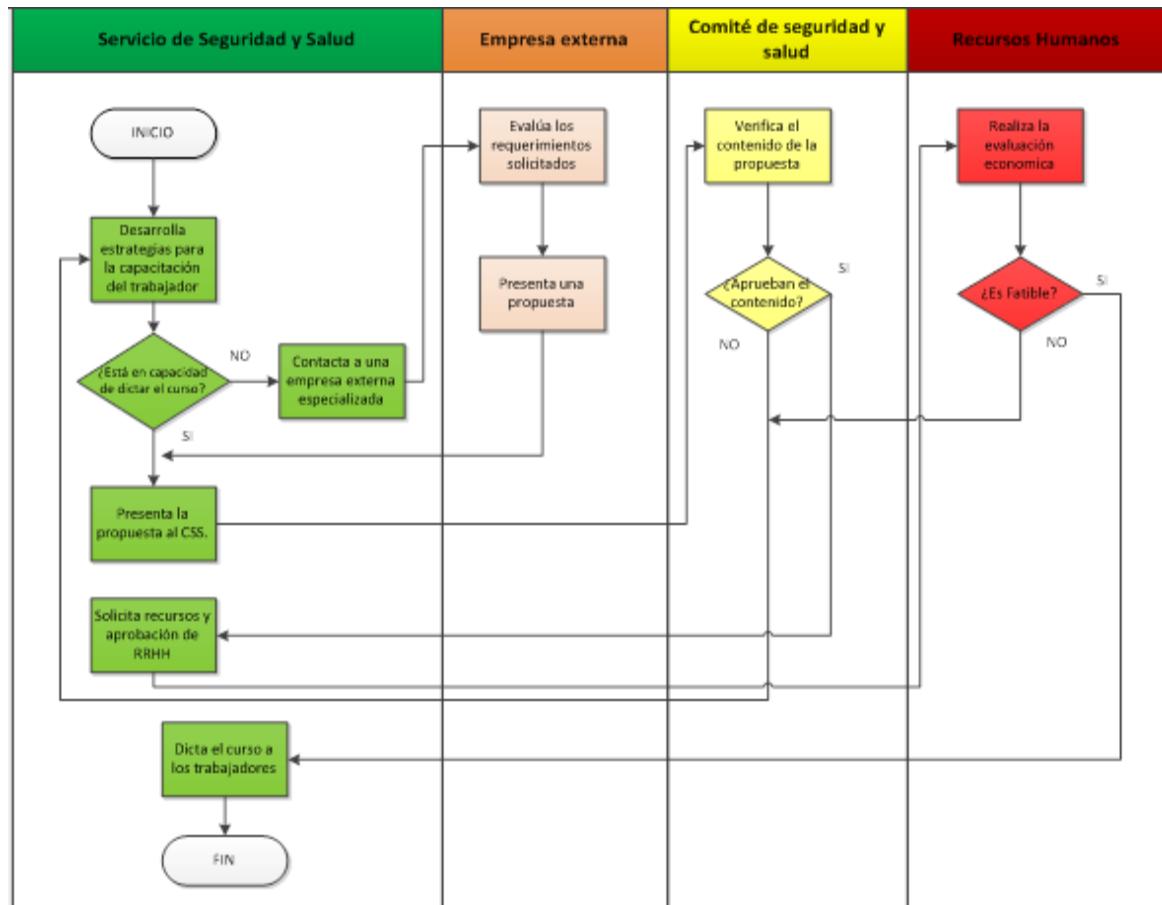 Servicio de Seguridad y Salud
Empresa externa
Comité de seguridad y
salud
Recursos Humanos
INICIO
Desarrolla
estrategias para
la capacitación
del trabajador
¿Está en capacidad
de dictar el curso?
NO
SI
Contacta a una
empresa externa
especializada
Presenta la
propuesta al CSS.
Solicita recursos y
aprobación de
RRHH
Dicta el curso a
los trabajadores
FIN
Evalúa los
requerimientos
solicitados
Presenta una
propuesta
Verifica el
contenido de la
propuesta
¿Aprueban el
contenido?
SI
NO
Realiza la
evaluación
economica
¿Es Fatible?
SI
NO